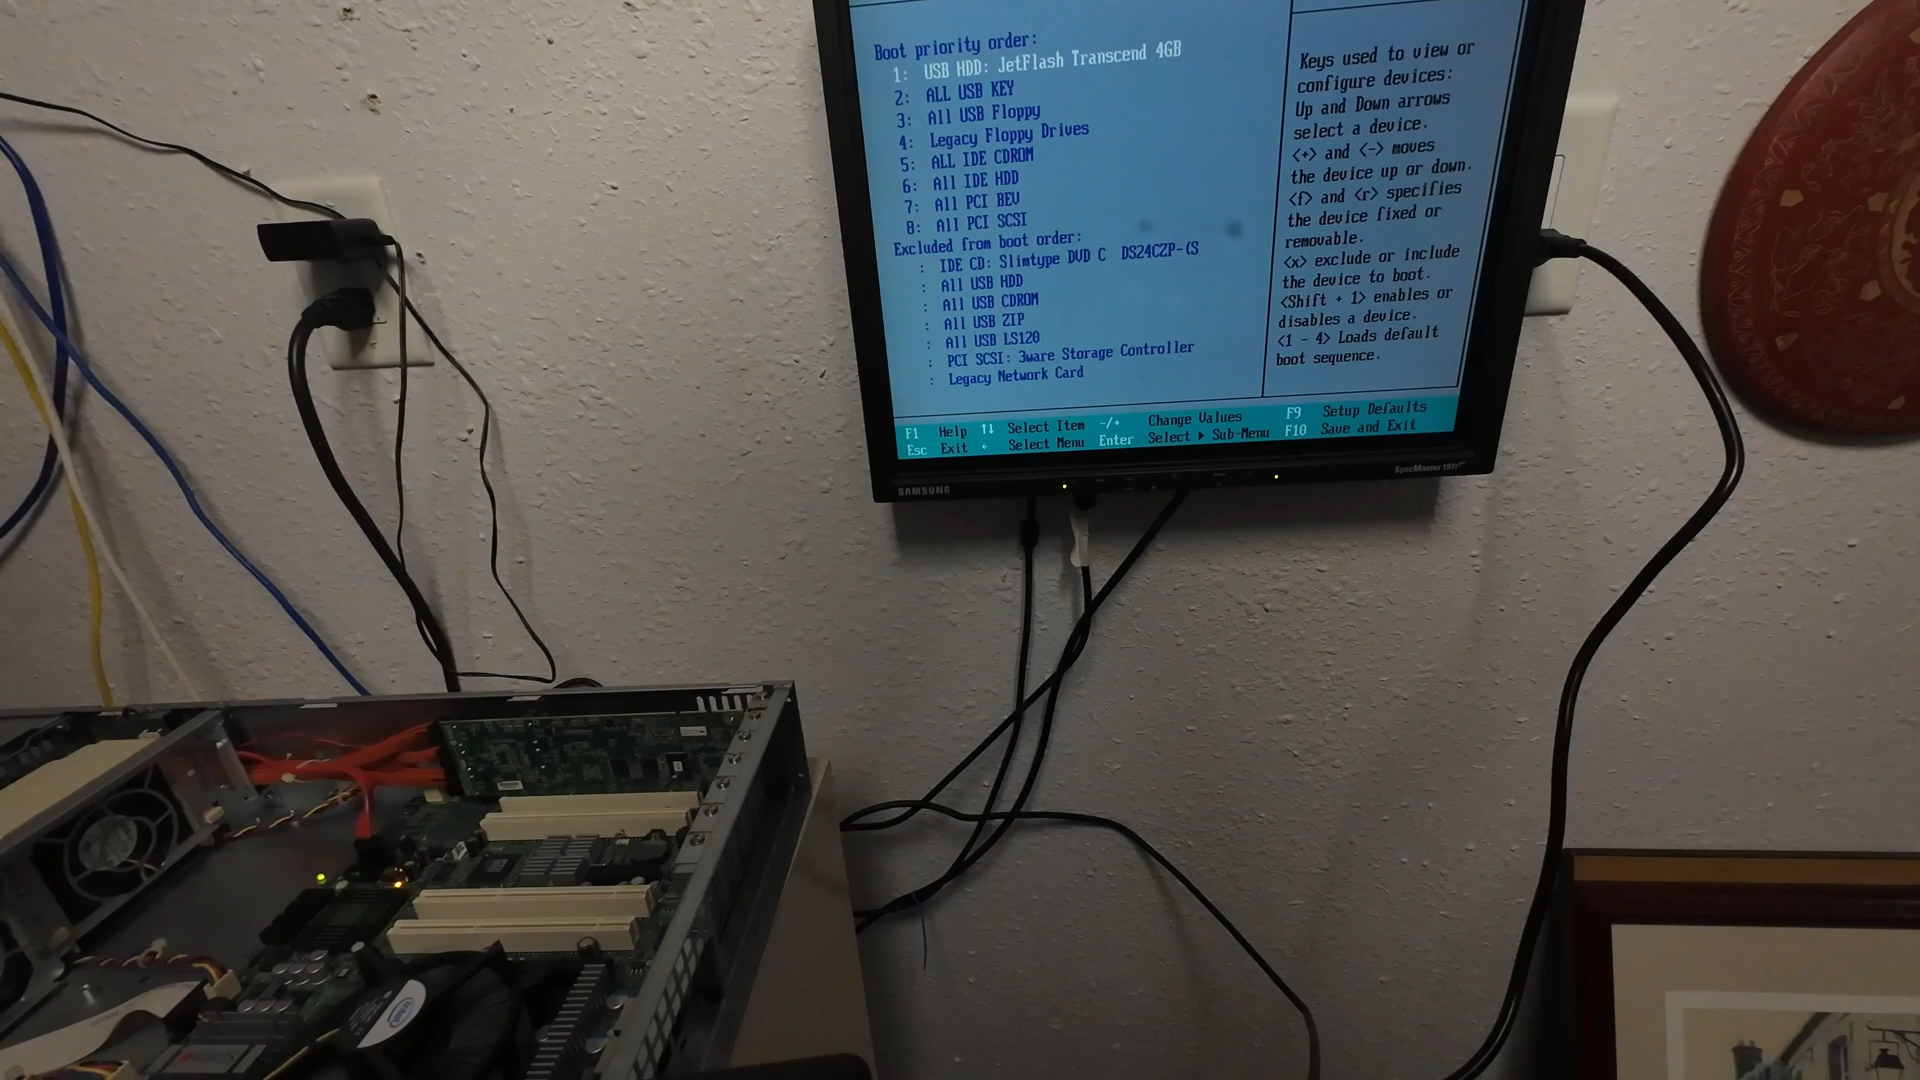 Boot priority order:
1: USB HDD: JetFlash Transcend 4GB
2: ALL USB KEY
3: All USB Floppy
4: Legacy Floppy Drives
5: ALL IDE CDROM
6: All IDE HDD
7: All PCI BEV
8: All PCI SCSI
Excluded from boot order:
: IDE CD: Slimtype DVD C DS24CZP-(S
: All USB HDD
: All USB CDROM
: All USB ZIP
: All USB LS120
: PCI SCSI: 3ware Storage Controller
: Legacy Network Card
Keys used to view or
configure devices:
Up and Down arrows
select a device.
<+> and <-> moves
the device up or down.
<f> and <r> specifies
the device fixed or
removable.
<x> exclude or include
the device to boot.
<Shift + 1> enables or
disables a device.
<1 - 4> Loads default
boot sequence.
F1 Help ↑↓ Select Item -/+ Change Values F9 Setup Defaults
Esc Exit ← Select Menu Enter Select ▶ Sub-Menu F10 Save and Exit
SAMSUNG
SyncMaster 191T
intel